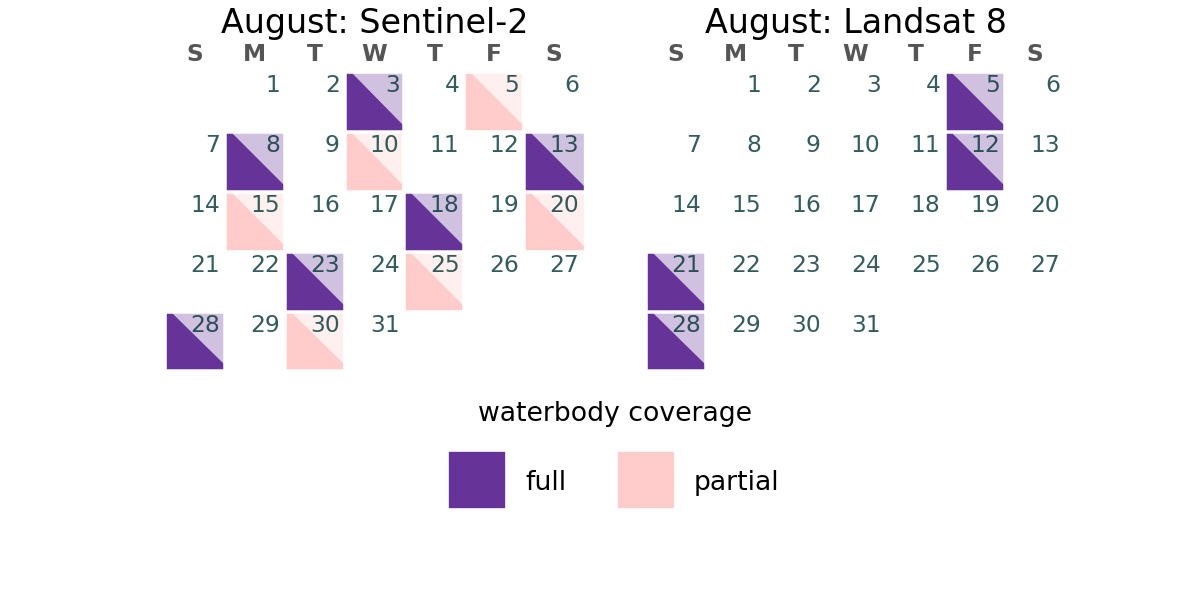 August: Sentinel-2
S M T W T F S
1 2 3 4 5 6
7 8 9 10 11 12 13
14 15 16 17 18 19 20
21 22 23 24 25 26 27
28 29 30 31
August: Landsat 8
S M T W T F S
1 2 3 4 5 6
7 8 9 10 11 12 13
14 15 16 17 18 19 20
21 22 23 24 25 26 27
28 29 30 31
waterbody coverage
full
partial